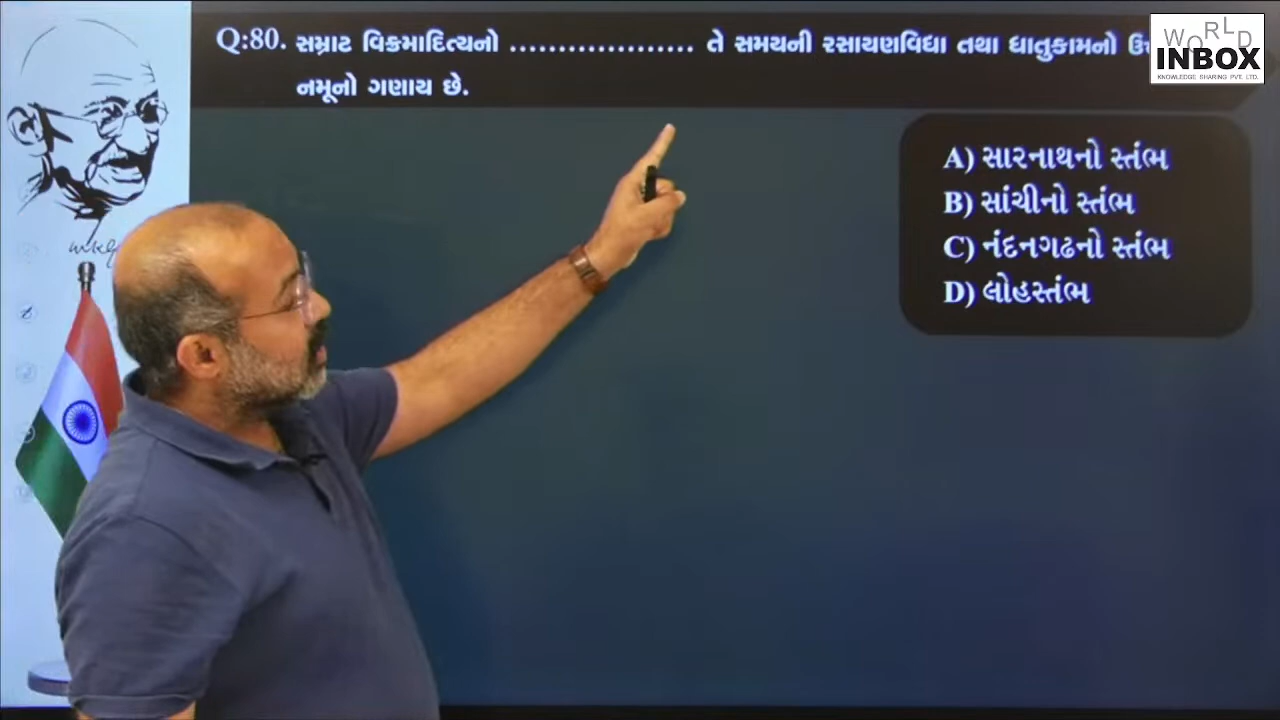 Q:80. સમ્રાટ વિક્રમાદિત્યનો ................... તે સમયની રસાયણવિદ્યા તથા ધાતુકામનો
નમૂનો ગણાય છે.
WORLD
INBOX
KNOWLEDGE SHARING PVT. LTD.
A) સારનાથનો સ્તંભ
B) સાંચીનો સ્તંભ
C) નંદનગઢનો સ્તંભ
D) લોહસ્તંભ